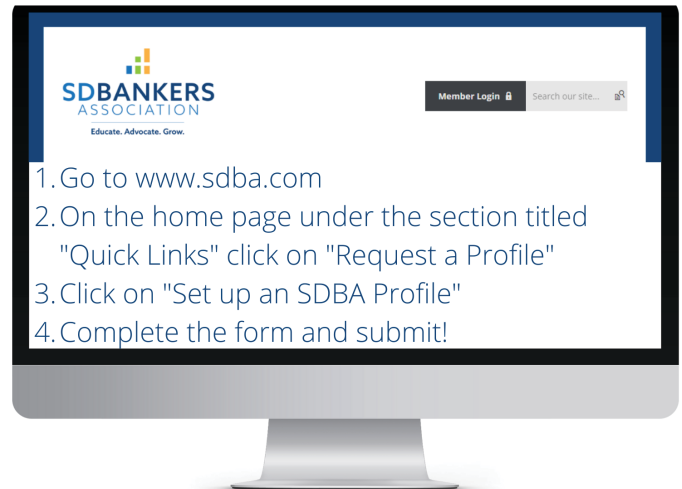 SDBANKERS
ASSOCIATION
Educate. Advocate. Grow.
Member Login
Search our site...
1. Go to www.sdba.com
2. On the home page under the section titled
"Quick Links" click on "Request a Profile"
3. Click on "Set up an SDBA Profile"
4. Complete the form and submit!